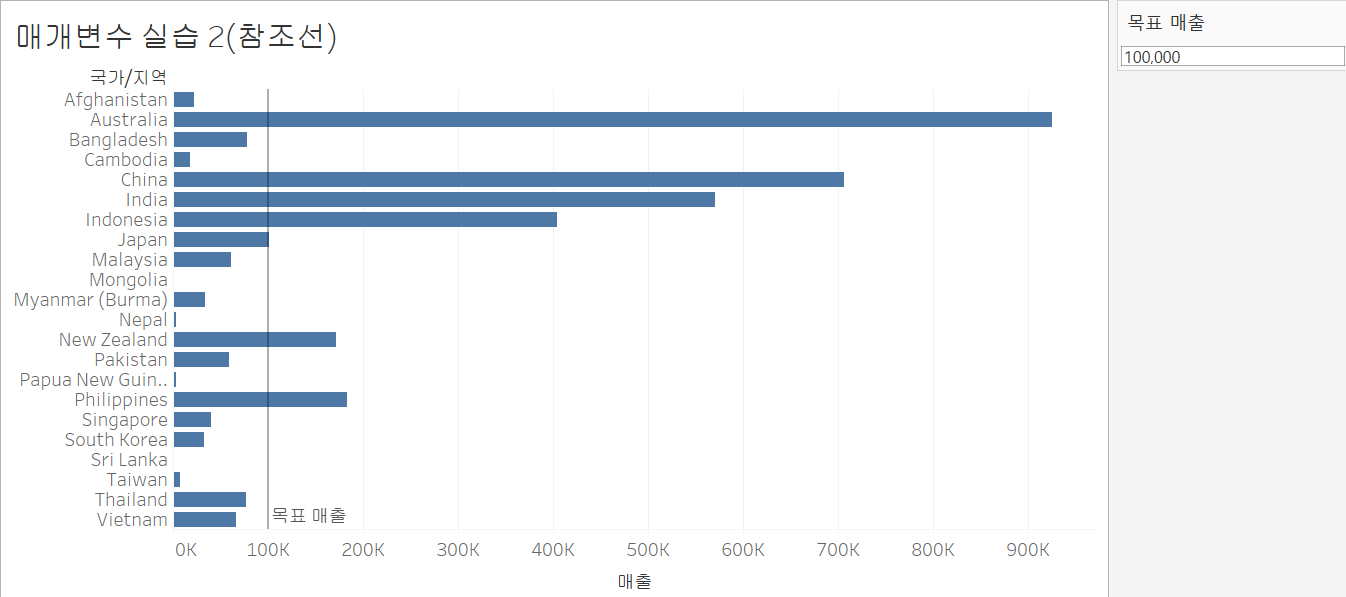 매개변수 실습 2(참조선)
국가/지역
Afghanistan
Australia
Bangladesh
Cambodia
China
India
Indonesia
Japan
Malaysia
Mongolia
Myanmar (Burma)
Nepal
New Zealand
Pakistan
Papua New Guin..
Philippines
Singapore
South Korea
Sri Lanka
Taiwan
Thailand
Vietnam
목표 매출
0K 100K 200K 300K 400K 500K 600K 700K 800K 900K
매출
목표 매출
100,000